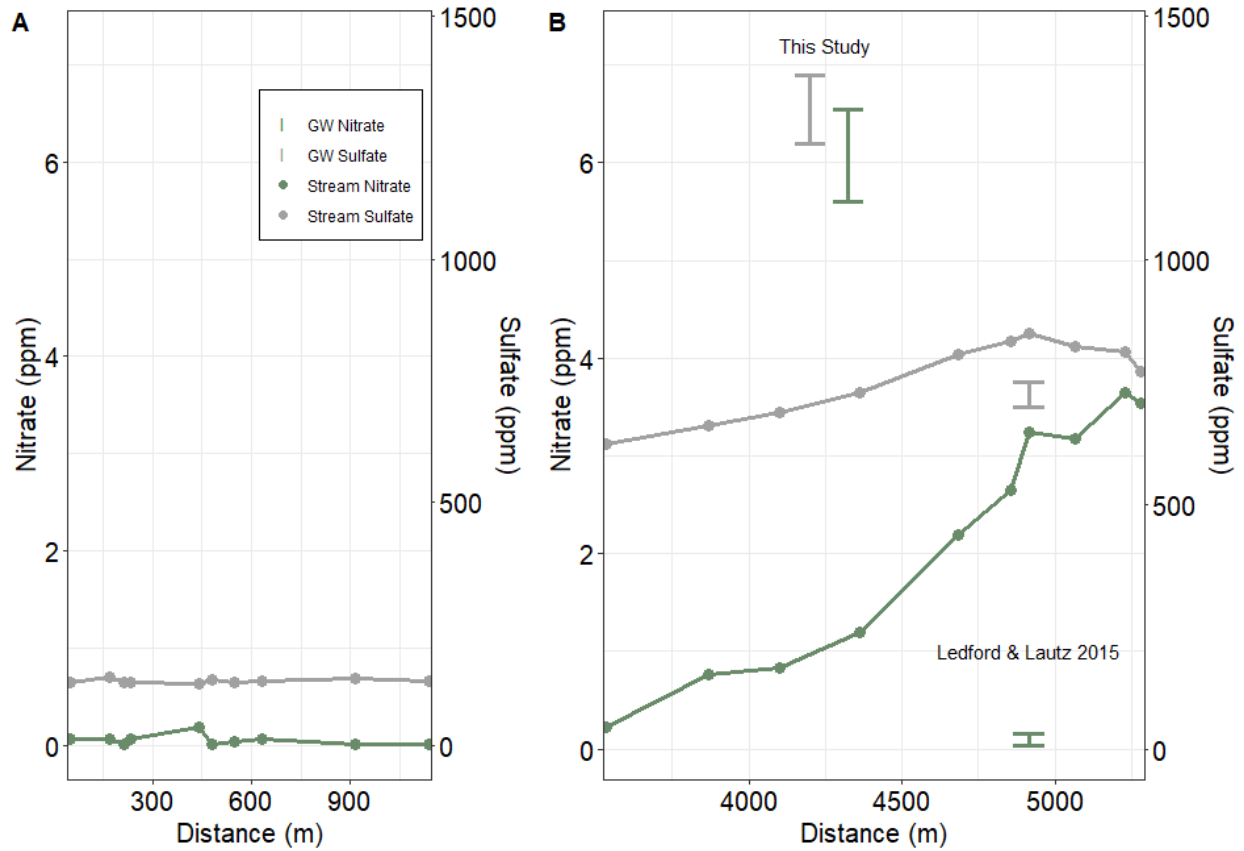 A
Nitrate (ppm)
6
4
2
0
1500
1000
500
0
Sulfate (ppm)
GW Nitrate
GW Sulfate
Stream Nitrate
Stream Sulfate
300
600
900
Distance (m)
B
Nitrate (ppm)
6
4
2
0
This Study
Ledford & Lautz 2015
1500
1000
500
0
Sulfate (ppm)
4000
4500
5000
Distance (m)